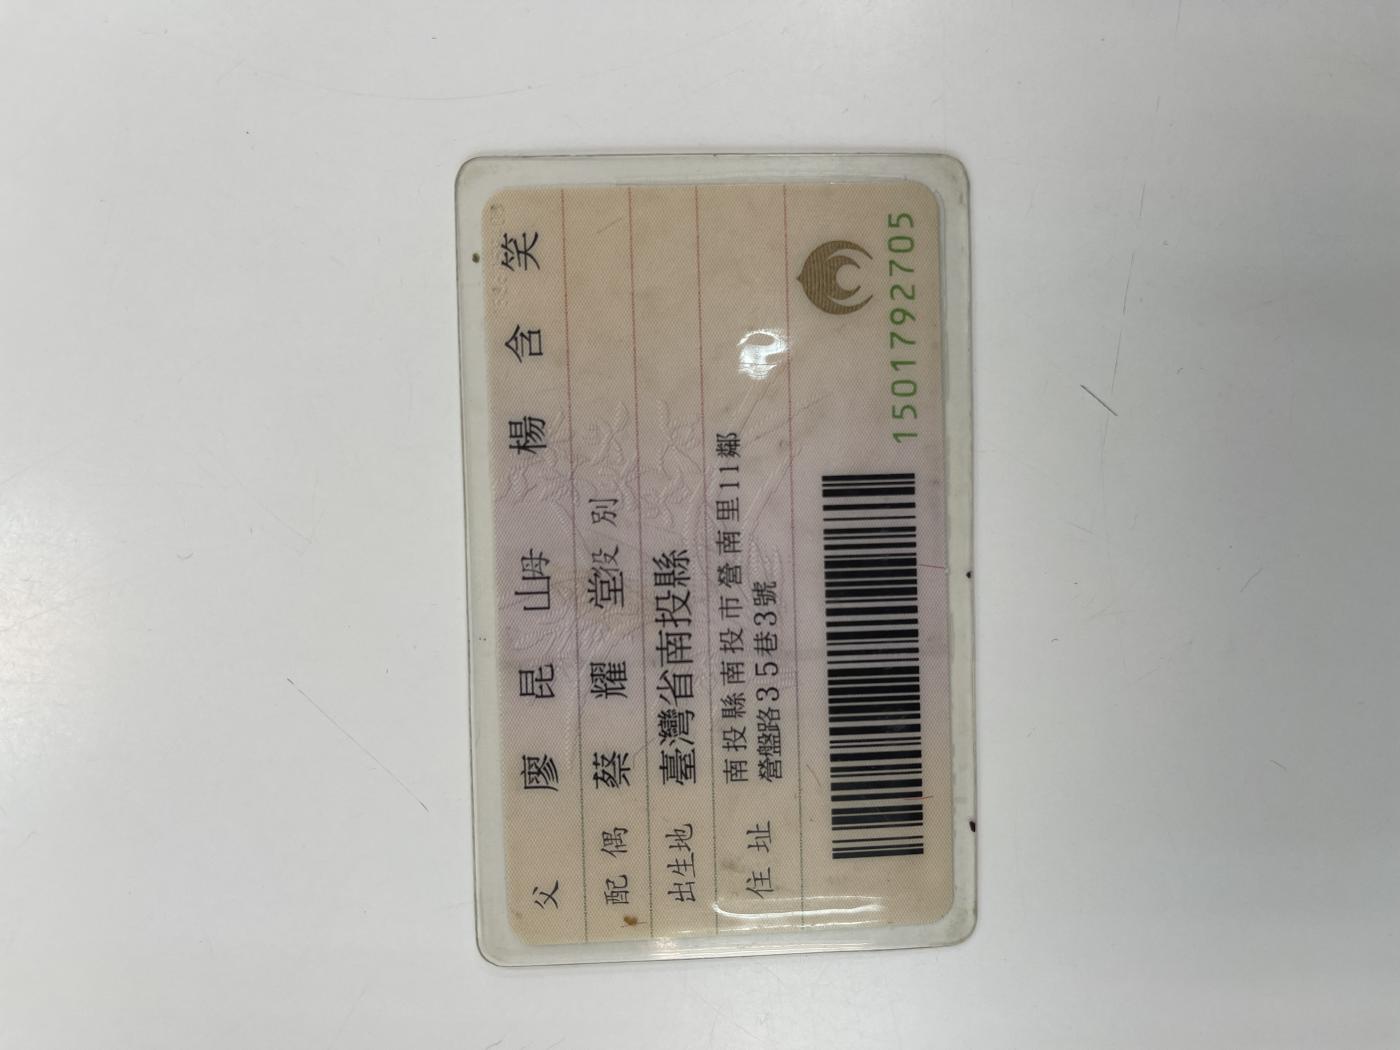 父 廖昆山 母 楊含笑
配偶 蔡耀堂 役別
出生地 臺灣省南投縣
住址 南投縣南投市營南里11鄰
營盤路35巷3號
1501792705